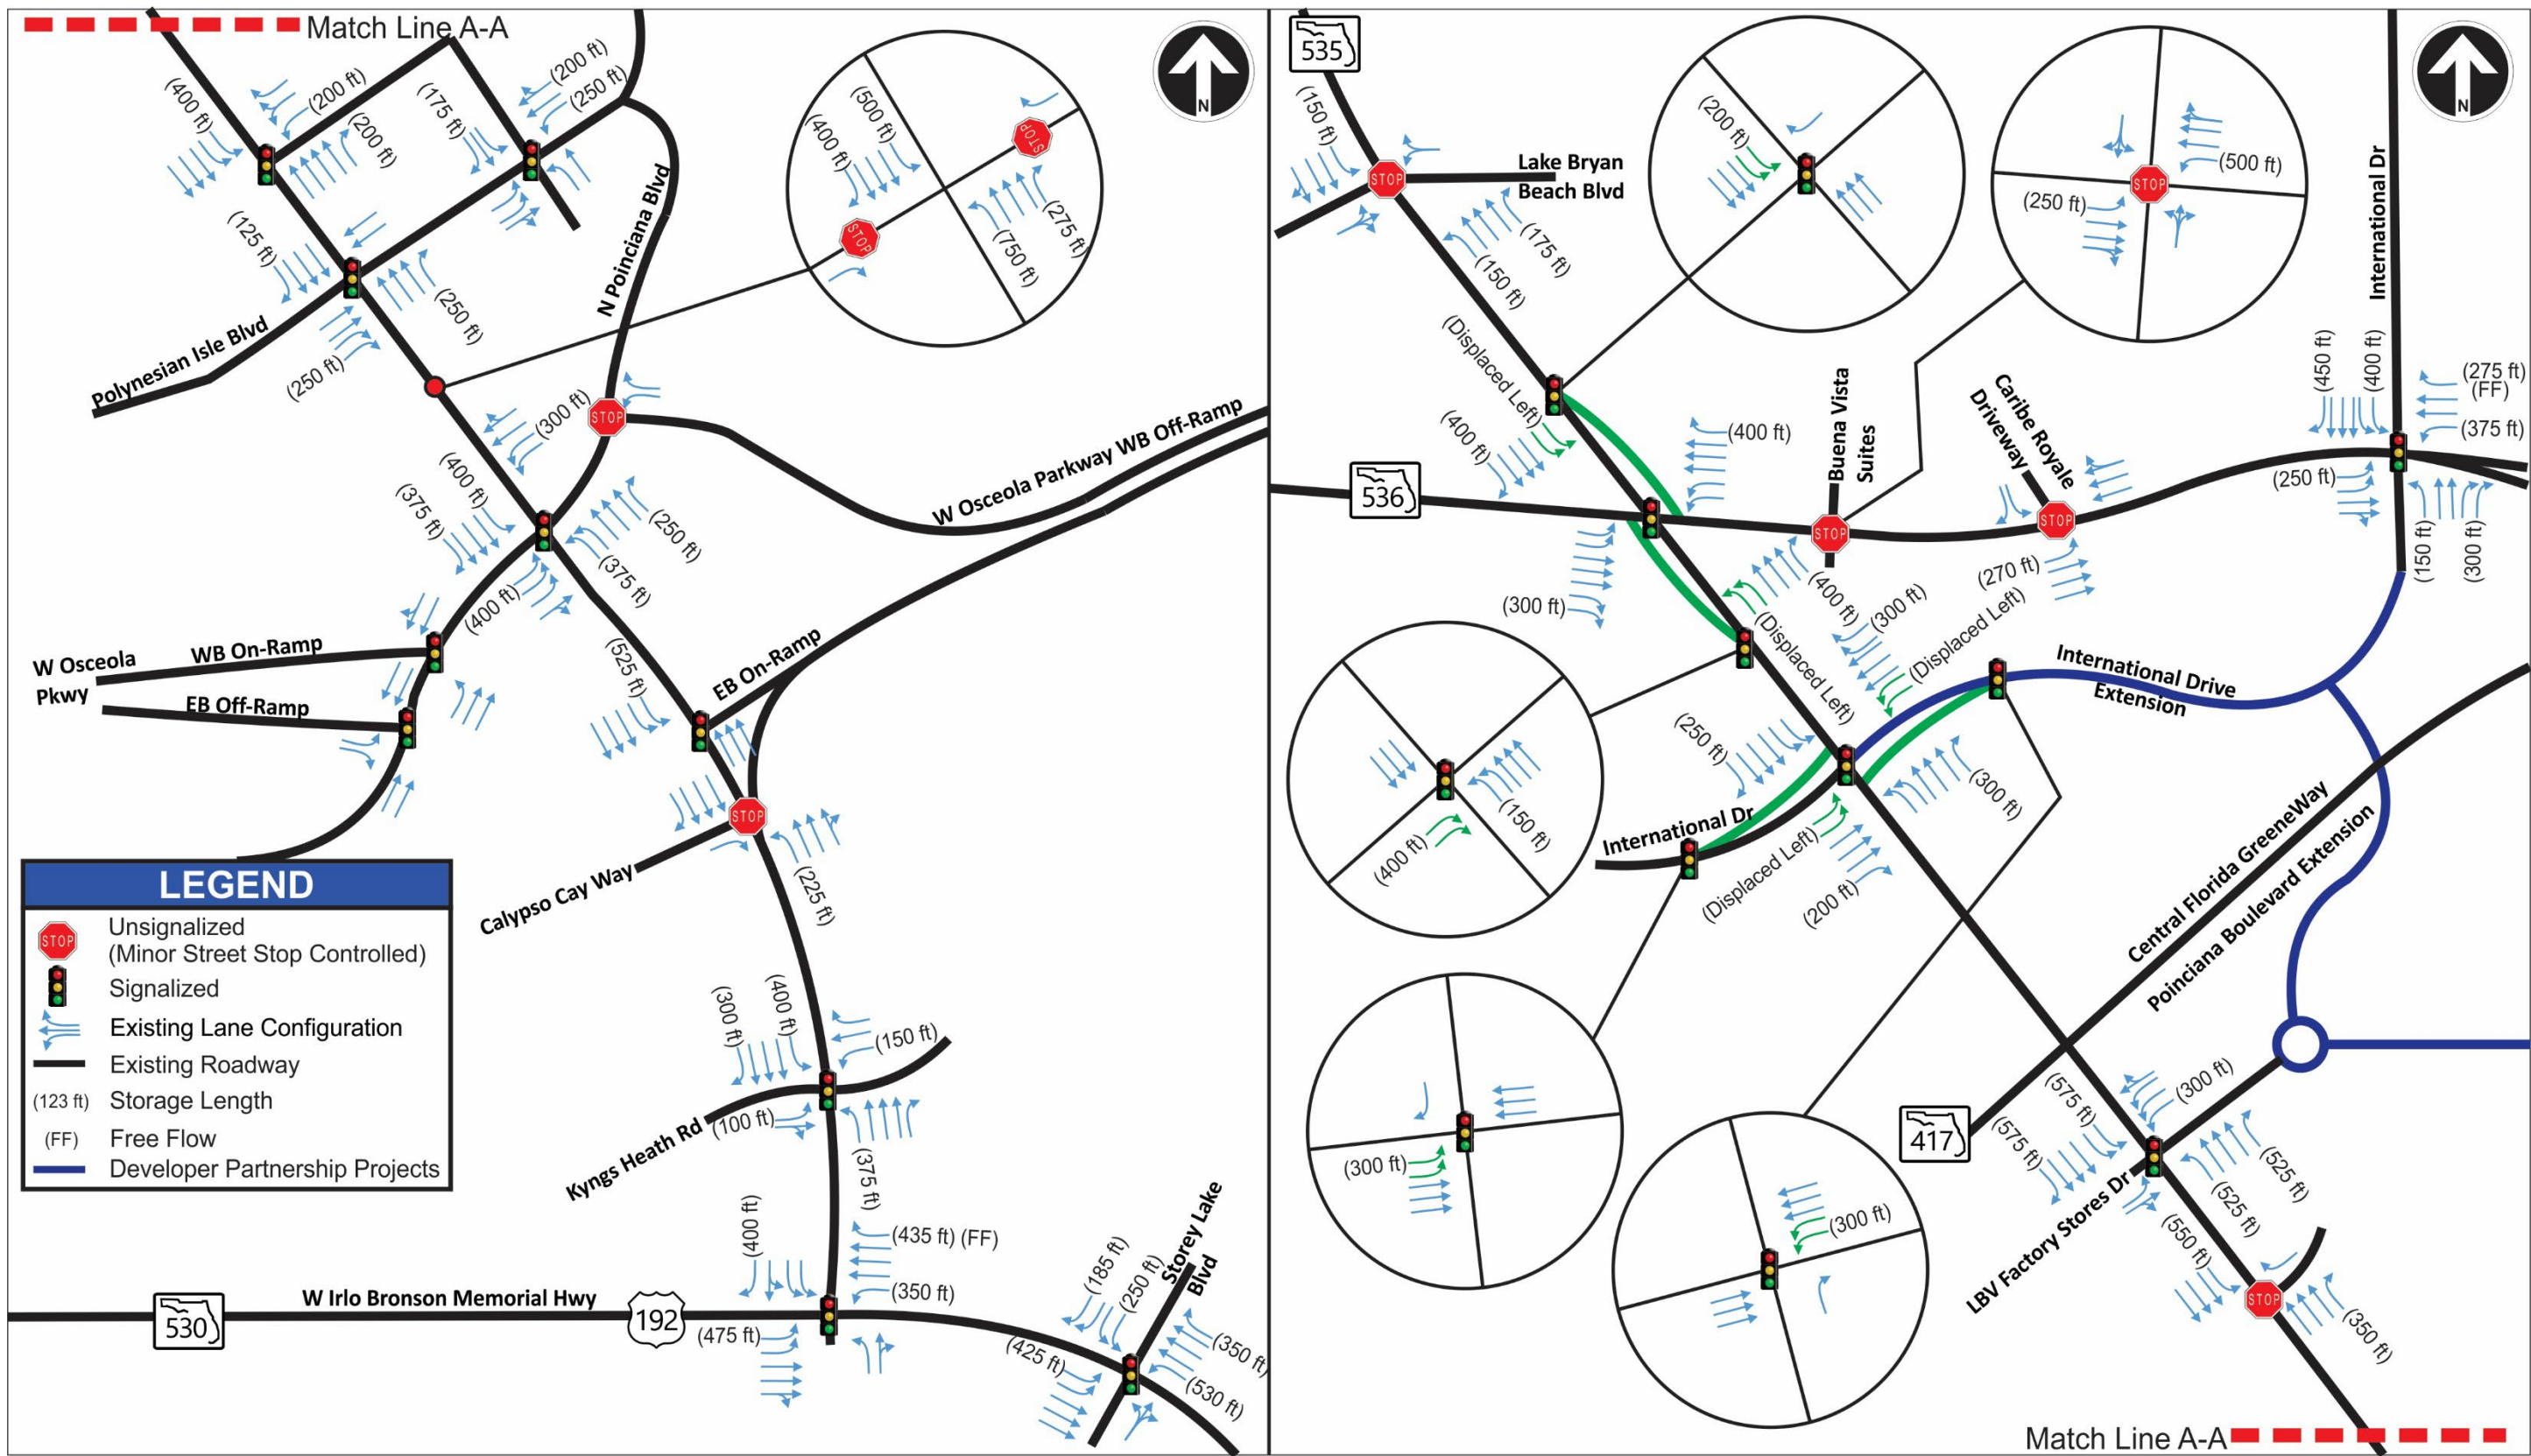 Match Line A-A
(400 ft)
(200 ft)
(200 ft)
(175 ft)
(200 ft)
(250 ft)
(125 ft)
(250 ft)
(250 ft)
Polynesian Isle Blvd
N Poinciana Blvd
(500 ft)
(400 ft)
STOP
STOP
(275 ft)
(750 ft)
N
(300 ft)
STOP
(400 ft)
(375 ft)
(250 ft)
(375 ft)
(400 ft)
W Osceola Parkway WB Off-Ramp
W Osceola
Pkwy
WB On-Ramp
EB Off-Ramp
(525 ft)
EB On-Ramp
STOP
Calypso Cay Way
(225 ft)
LEGEND
STOP
Unsignalized
(Minor Street Stop Controlled)
Signalized
Existing Lane Configuration
Existing Roadway
(123 ft)
Storage Length
(FF)
Free Flow
Developer Partnership Projects
(300 ft)
(400 ft)
(150 ft)
(100 ft)
Kyngs Heath Rd
(375 ft)
(400 ft)
(435 ft) (FF)
(350 ft)
W Irlo Bronson Memorial Hwy
530
192
(475 ft)
(185 ft)
(250 ft)
Storey Lake
Blvd
(425 ft)
(350 ft)
(530 ft)
535
(150 ft)
STOP
Lake Bryan
Beach Blvd
(175 ft)
(150 ft)
(200 ft)
STOP
(500 ft)
(250 ft)
N
International Dr
(Displaced Left)
(400 ft)
(400 ft)
536
(300 ft)
Buena Vista
Suites
STOP
Caribe Royale
Driveway
STOP
(270 ft)
(450 ft)
(400 ft)
(275 ft)
(FF)
(375 ft)
(250 ft)
(150 ft)
(300 ft)
(400 ft)
(Displaced Left)
(300 ft)
(Displaced Left)
International Drive
Extension
(250 ft)
(300 ft)
International Dr
(Displaced Left)
(200 ft)
(150 ft)
(400 ft)
(300 ft)
(300 ft)
Central Florida GreeneWay
Poinciana Boulevard Extension
417
(575 ft)
(575 ft)
(300 ft)
(525 ft)
(525 ft)
LBV Factory Stores Dr
(550 ft)
STOP
(350 ft)
Match Line A-A